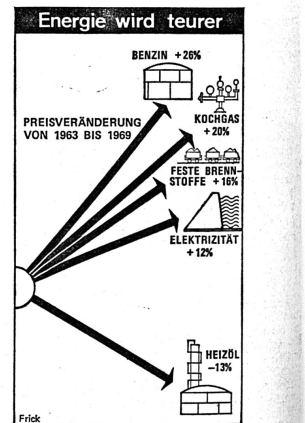 Energie wird teurer
BENZIN +26%
PREISVERÄNDERUNG
VON 1963 BIS 1969
KOCHGAS
+20%
FESTE BRENN-
STOFFE +16%
ELEKTRIZITÄT
+12%
HEIZÖL
-13%
Frick